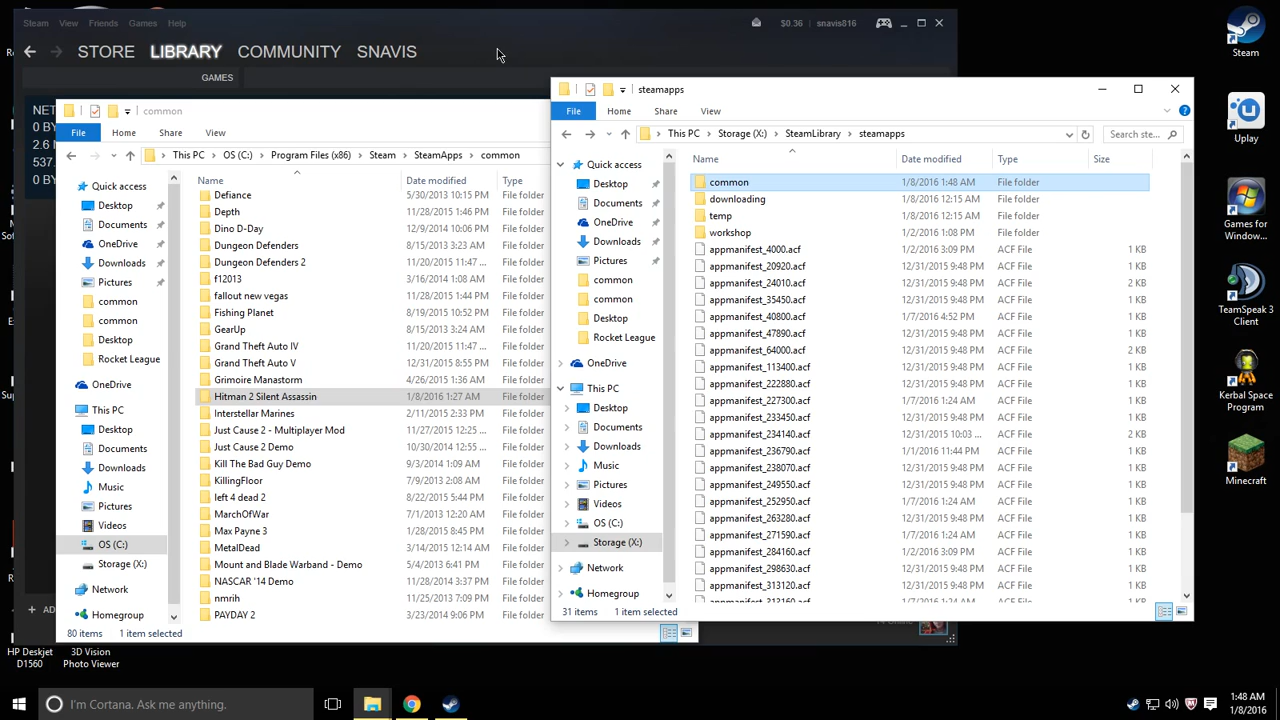 Steam View Friends Games Help
$0.36 snavis816
STORE LIBRARY COMMUNITY SNAVIS
GAMES
NET
0 BY
2.6
537.
0 BY
AD
common
File Home Share View
This PC OS (C:) Program Files (x86) Steam SteamApps common
Quick access
Desktop
Documents
OneDrive
Downloads
Pictures
common
common
Desktop
Rocket League
OneDrive
This PC
Desktop
Documents
Downloads
Music
Pictures
Videos
OS (C:)
Storage (X:)
Network
Homegroup
Name Date modified Type
Defiance 5/30/2013 10:15 PM File folder
Depth 11/28/2015 1:46 PM File folder
Dino D-Day 12/9/2014 10:06 PM File folder
Dungeon Defenders 8/15/2013 3:23 AM File folder
Dungeon Defenders 2 11/20/2015 11:47 ... File folder
f12013 3/16/2014 1:08 AM File folder
fallout new vegas 11/28/2015 1:44 PM File folder
Fishing Planet 8/19/2015 10:52 PM File folder
GearUp 8/15/2013 3:24 AM File folder
Grand Theft Auto IV 11/20/2015 11:47 ... File folder
Grand Theft Auto V 12/31/2015 8:55 PM File folder
Grimoire Manastorm 4/26/2015 1:36 AM File folder
Hitman 2 Silent Assassin 1/8/2016 1:27 AM File folder
Interstellar Marines 2/11/2015 2:33 PM File folder
Just Cause 2 - Multiplayer Mod 11/27/2015 12:25 ... File folder
Just Cause 2 Demo 10/30/2014 12:55 ... File folder
Kill The Bad Guy Demo 9/3/2014 1:09 AM File folder
KillingFloor 7/9/2013 2:08 AM File folder
left 4 dead 2 8/22/2015 5:44 PM File folder
MarchOfWar 7/1/2013 12:20 AM File folder
Max Payne 3 1/28/2015 8:45 PM File folder
MetalDead 3/14/2015 12:14 AM File folder
Mount and Blade Warband - Demo 5/4/2013 6:41 PM File folder
NASCAR '14 Demo 11/28/2014 3:37 PM File folder
nmrih 11/25/2013 7:09 PM File folder
PAYDAY 2 3/23/2014 9:06 PM File folder
80 items 1 item selected
steamapps
File Home Share View
This PC Storage (X:) SteamLibrary steamapps
Search ste...
Quick access
Desktop
Documents
OneDrive
Downloads
Pictures
common
common
Desktop
Rocket League
OneDrive
This PC
Desktop
Documents
Downloads
Music
Pictures
Videos
OS (C:)
Storage (X:)
Network
Homegroup
Name Date modified Type Size
common 1/8/2016 1:48 AM File folder
downloading 1/8/2016 12:15 AM File folder
temp 1/8/2016 12:15 AM File folder
workshop 1/2/2016 1:08 PM File folder
appmanifest_4000.acf 1/2/2016 3:09 PM ACF File 1 KB
appmanifest_20920.acf 12/31/2015 9:48 PM ACF File 1 KB
appmanifest_24010.acf 12/31/2015 9:48 PM ACF File 2 KB
appmanifest_35450.acf 12/31/2015 9:48 PM ACF File 1 KB
appmanifest_40800.acf 1/7/2016 4:52 PM ACF File 1 KB
appmanifest_47890.acf 12/31/2015 9:48 PM ACF File 1 KB
appmanifest_64000.acf 12/31/2015 9:48 PM ACF File 2 KB
appmanifest_113400.acf 12/31/2015 9:48 PM ACF File 1 KB
appmanifest_222880.acf 12/31/2015 9:48 PM ACF File 1 KB
appmanifest_227300.acf 1/7/2016 1:24 AM ACF File 1 KB
appmanifest_233450.acf 12/31/2015 9:48 PM ACF File 1 KB
appmanifest_234140.acf 12/31/2015 10:03 ... ACF File 2 KB
appmanifest_236790.acf 1/1/2016 11:44 PM ACF File 1 KB
appmanifest_238070.acf 12/31/2015 9:48 PM ACF File 1 KB
appmanifest_249550.acf 12/31/2015 9:48 PM ACF File 1 KB
appmanifest_252950.acf 1/7/2016 1:24 AM ACF File 1 KB
appmanifest_263280.acf 12/31/2015 9:48 PM ACF File 1 KB
appmanifest_271590.acf 1/7/2016 1:24 AM ACF File 1 KB
appmanifest_284160.acf 1/2/2016 3:09 PM ACF File 1 KB
appmanifest_298630.acf 12/31/2015 9:48 PM ACF File 1 KB
appmanifest_313120.acf 12/31/2015 9:48 PM ACF File 1 KB
appmanifest_313160.acf 1/7/2016 1:24 AM ACF File 1 KB
31 items 1 item selected
Steam
Uplay
Games for
Window...
TeamSpeak 3
Client
Kerbal Space
Program
Minecraft
HP Deskjet
D1560
3D Vision
Photo Viewer
I'm Cortana. Ask me anything.
1:48 AM
1/8/2016